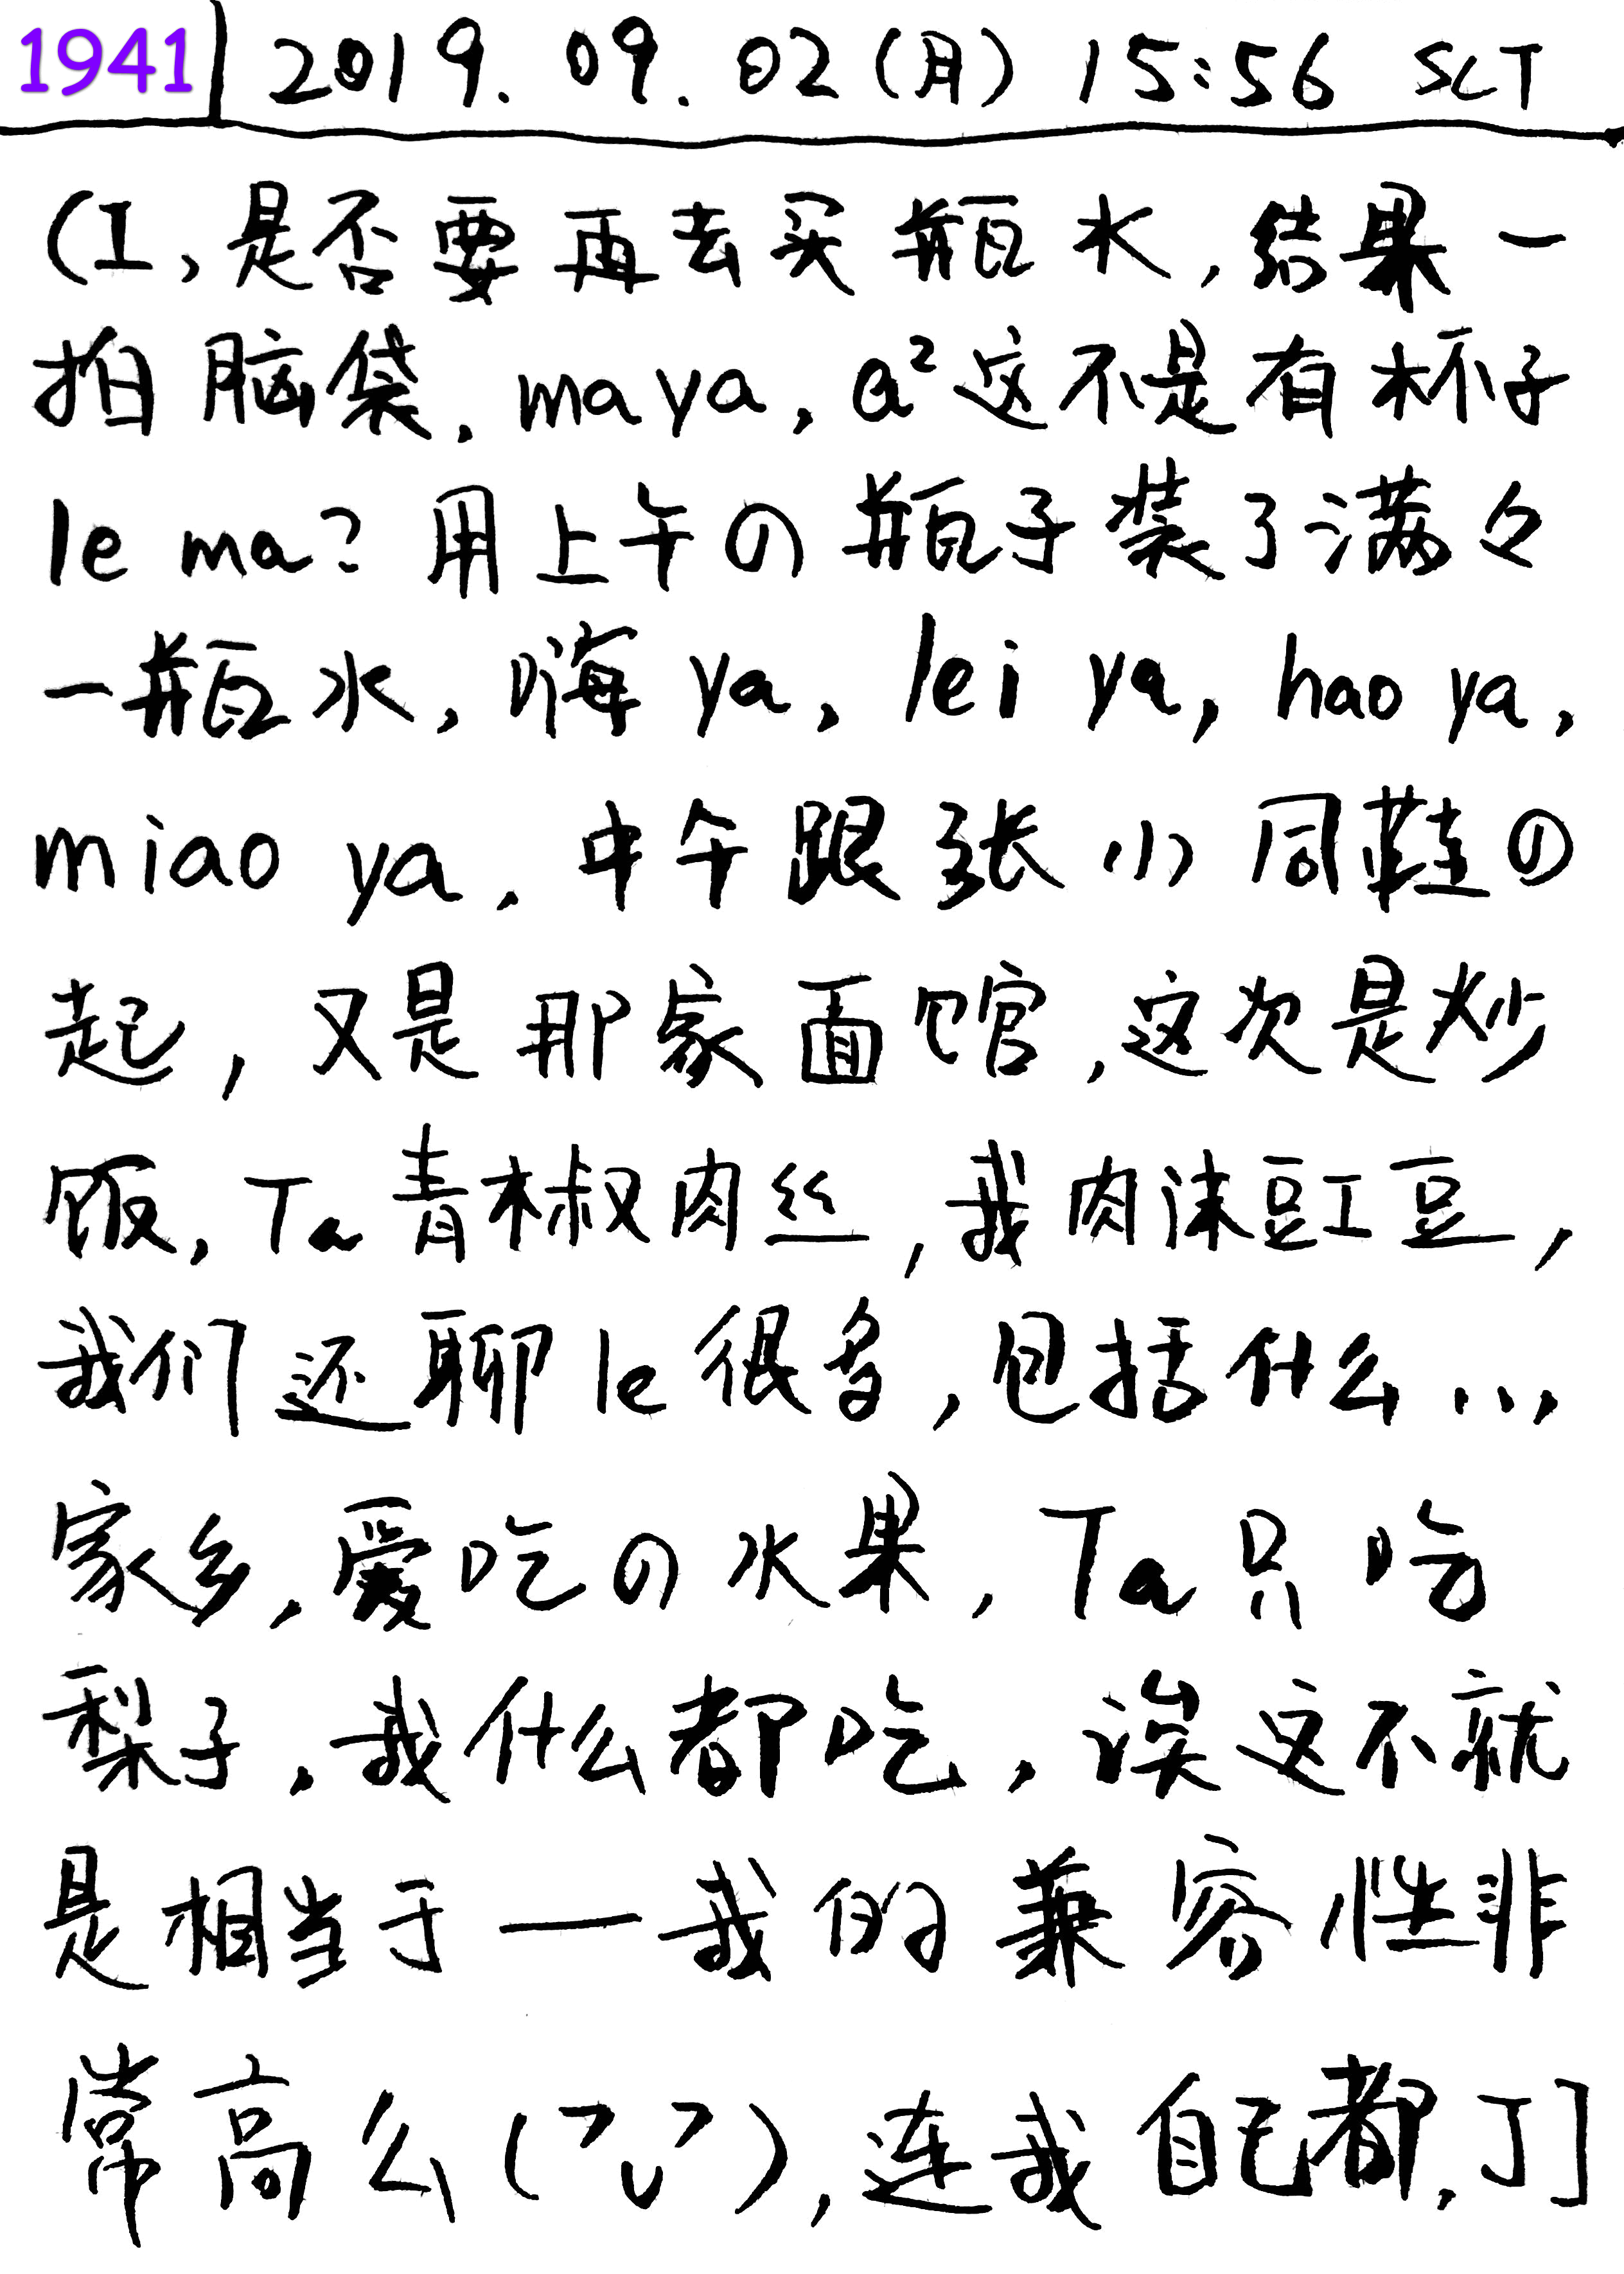 1941 2019.09.02(月) 15:56 SCT
(I,是否要再去买瓶水,结果一
拍脑袋,maya,a²这不是有杯子
le ma?用上午の瓶子装了满々
一瓶水,嗨ya,lei ya,hao ya,
miao ya,中午跟张小同鞋①
起,又是那家面馆,这次是炒
饭,Ta青椒肉丝,我肉沫豇豆,
我们还聊le很多,包括什么...,
家乡,爱吃の水果,Ta只吃
梨子,我什么都吃,诶这不就
是相当于一我的兼容性非
常高么(),连我自己都,J]